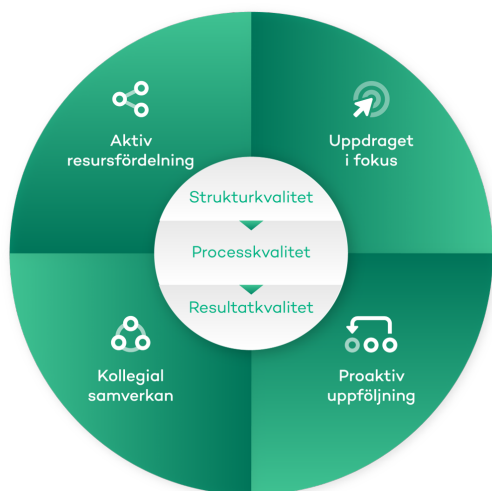 Aktiv
resursfördelning
Uppdraget
i fokus
Strukturkvalitet
Processkvalitet
Resultatkvalitet
Kollegial
samverkan
Proaktiv
uppföljning